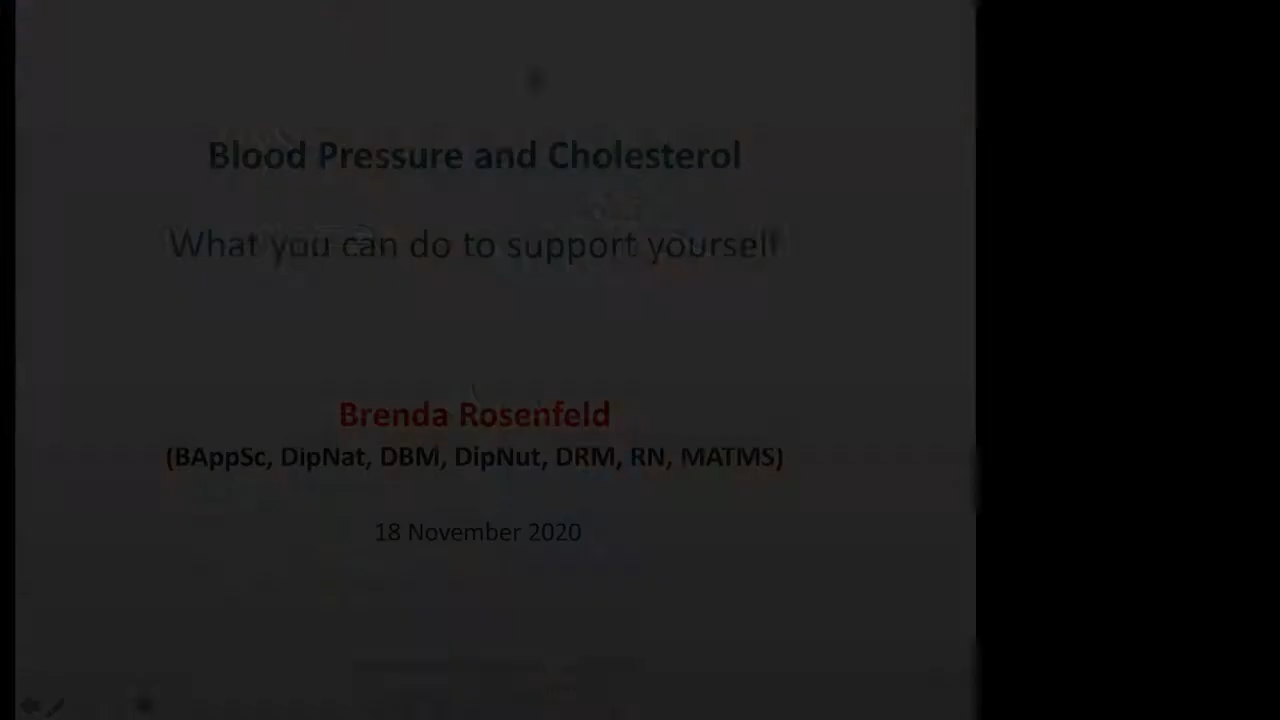 Blood Pressure and Cholesterol
What you can do to support yourself
Brenda Rosenfeld
(BAppSc, DipNat, DBM, DipNut, DRM, RN, MATMS)
18 November 2020